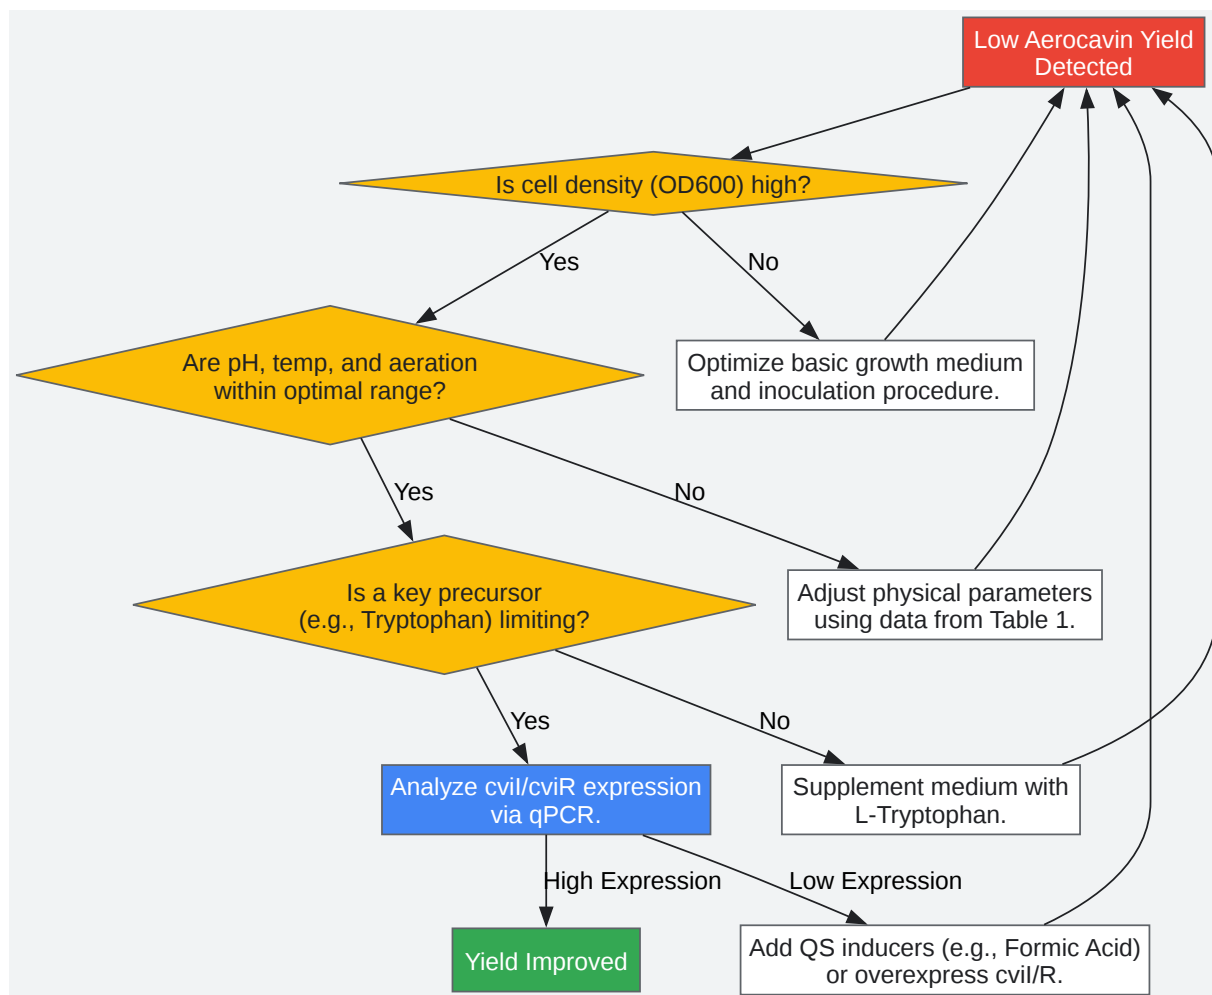 Low Aerocavin Yield
Detected
Is cell density (OD600) high?
Yes
No
Are pH, temp, and aeration
within optimal range?
Optimize basic growth medium
and inoculation procedure.
Yes
No
Is a key precursor
(e.g., Tryptophan) limiting?
Adjust physical parameters
using data from Table 1.
Yes
No
Analyze cviI/cviR expression
via qPCR.
Supplement medium with
L-Tryptophan.
High Expression
Low Expression
Yield Improved
Add QS inducers (e.g., Formic Acid)
or overexpress cviI/R.